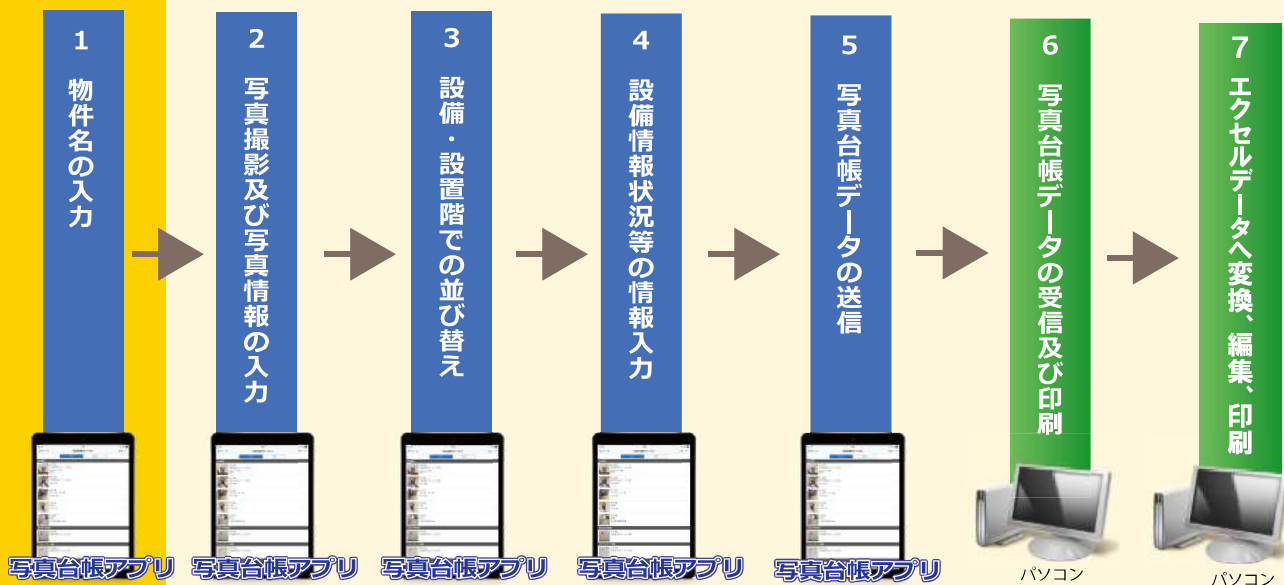 1 物件名の入力
写真台帳アプリ
2 写真撮影及び写真情報の入力
写真台帳アプリ
3 設備・設置階での並び替え
写真台帳アプリ
4 設備情報状況等の情報入力
写真台帳アプリ
5 写真台帳データの送信
写真台帳アプリ
6 写真台帳データの受信及び印刷
パソコン
7 エクセルデータへ変換、編集、印刷
パソコン